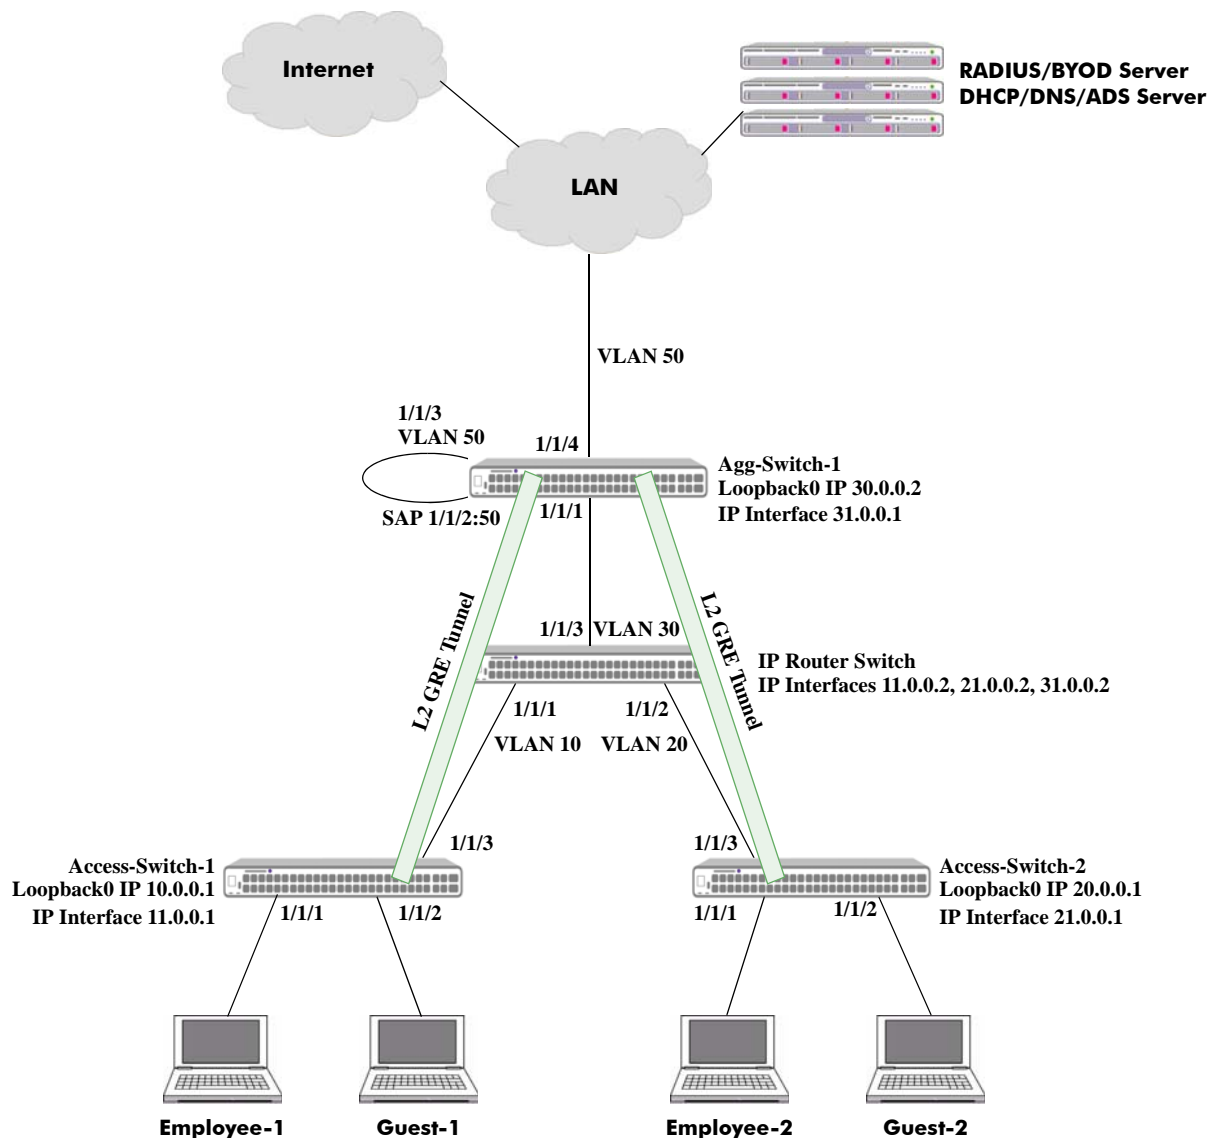 Internet
RADIUS/BYOD Server
DHCP/DNS/ADS Server
LAN
VLAN 50
1/1/3
VLAN 50
1/1/4
Agg-Switch-1
Loopback0 IP 30.0.0.2
IP Interface 31.0.0.1
SAP 1/1/2:50
1/1/1
L2 GRE Tunnel
L2 GRE Tunnel
1/1/3
VLAN 30
IP Router Switch
IP Interfaces 11.0.0.2, 21.0.0.2, 31.0.0.2
1/1/1
1/1/2
VLAN 10
VLAN 20
1/1/3
1/1/3
Access-Switch-1
Loopback0 IP 10.0.0.1
IP Interface 11.0.0.1
1/1/1
1/1/2
1/1/1
1/1/2
Access-Switch-2
Loopback0 IP 20.0.0.1
IP Interface 21.0.0.1
Employee-1
Guest-1
Employee-2
Guest-2